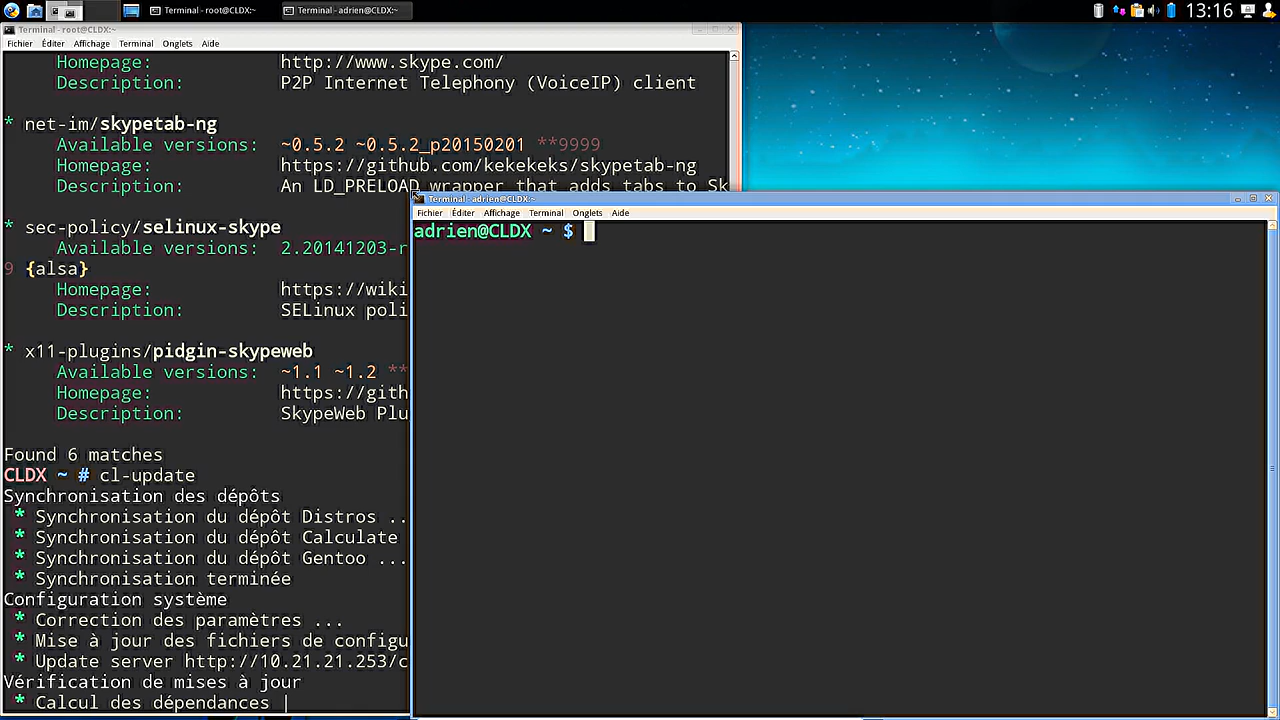 Terminal - root@CLDX:~
Terminal - adrien@CLDX:~
13:16
Terminal - root@CLDX:~
Fichier Éditer Affichage Terminal Onglets Aide
Homepage: http://www.skype.com/
Description: P2P Internet Telephony (VoiceIP) client
* net-im/skypetab-ng
Available versions: ~0.5.2 ~0.5.2_p20150201 **9999
Homepage: https://github.com/kekekeks/skypetab-ng
Description: An LD_PRELOAD wrapper that adds tabs to Sk
* sec-policy/selinux-skype
Available versions: 2.20141203-r
9 {alsa}
Homepage: https://wiki
Description: SELinux poli
* x11-plugins/pidgin-skypeweb
Available versions: ~1.1 ~1.2 **
Homepage: https://gith
Description: SkypeWeb Plu
Found 6 matches
CLDX ~ # cl-update
Synchronisation des dépôts
* Synchronisation du dépôt Distros ..
* Synchronisation du dépôt Calculate
* Synchronisation du dépôt Gentoo ...
* Synchronisation terminée
Configuration système
* Correction des paramètres ...
* Mise à jour des fichiers de configu
* Update server http://10.21.21.253/c
Vérification de mises à jour
* Calcul des dépendances |
Terminal - adrien@CLDX:~
Fichier Éditer Affichage Terminal Onglets Aide
adrien@CLDX ~ $